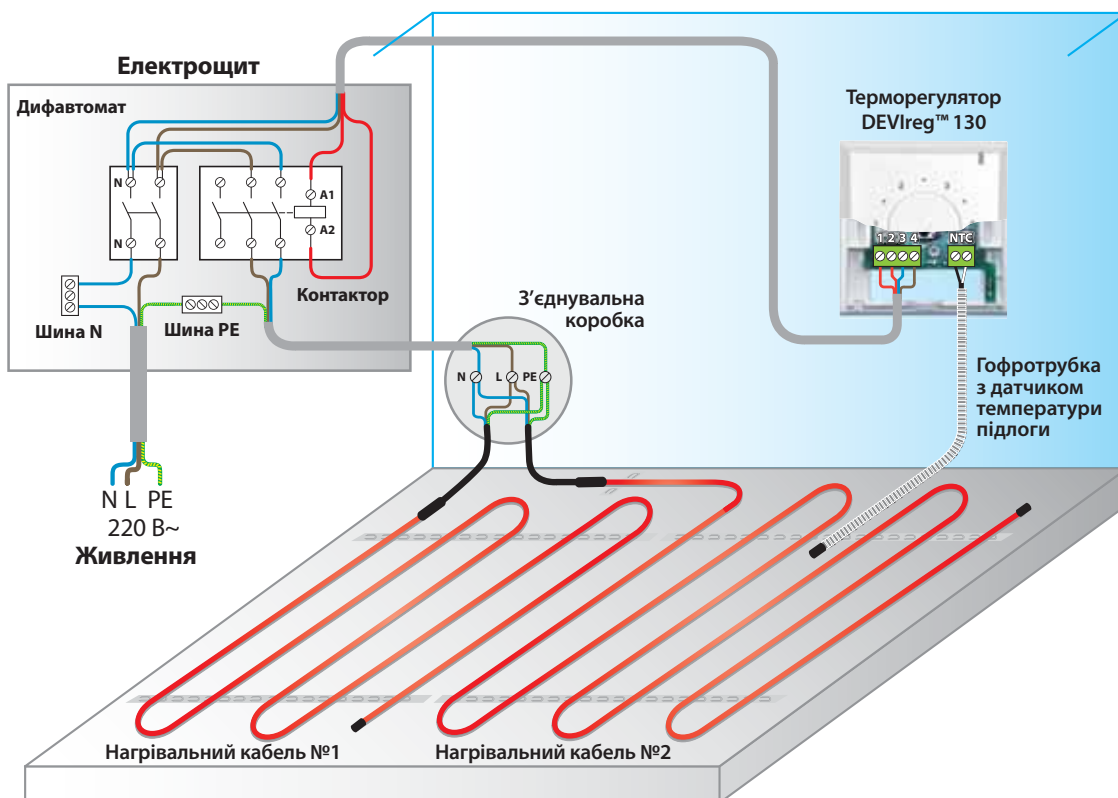 Електрощит
Дифавтомат
N
N
A1
A2
Контактор
Шина N
Шина PE
N L PE
220 В~
Живлення
Терморегулятор
DEVIreg™ 130
1 2 3 4
NTC
З’єднувальна
коробка
N
L
PE
Гофротрубка
з датчиком
температури
підлоги
Нагрівальний кабель №1
Нагрівальний кабель №2